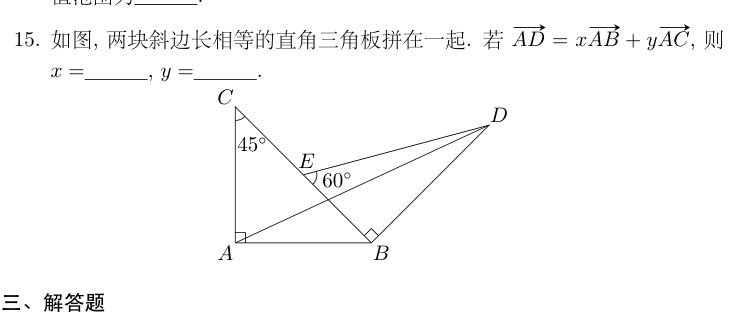 15. 如图, 两块斜边长相等的直角三角板拼在一起. 若 $\overrightarrow{AD} = x\overrightarrow{AB} + y\overrightarrow{AC}$, 则
x =______, y =______.
C
D
45°
E
60°
A
B
三、解答题